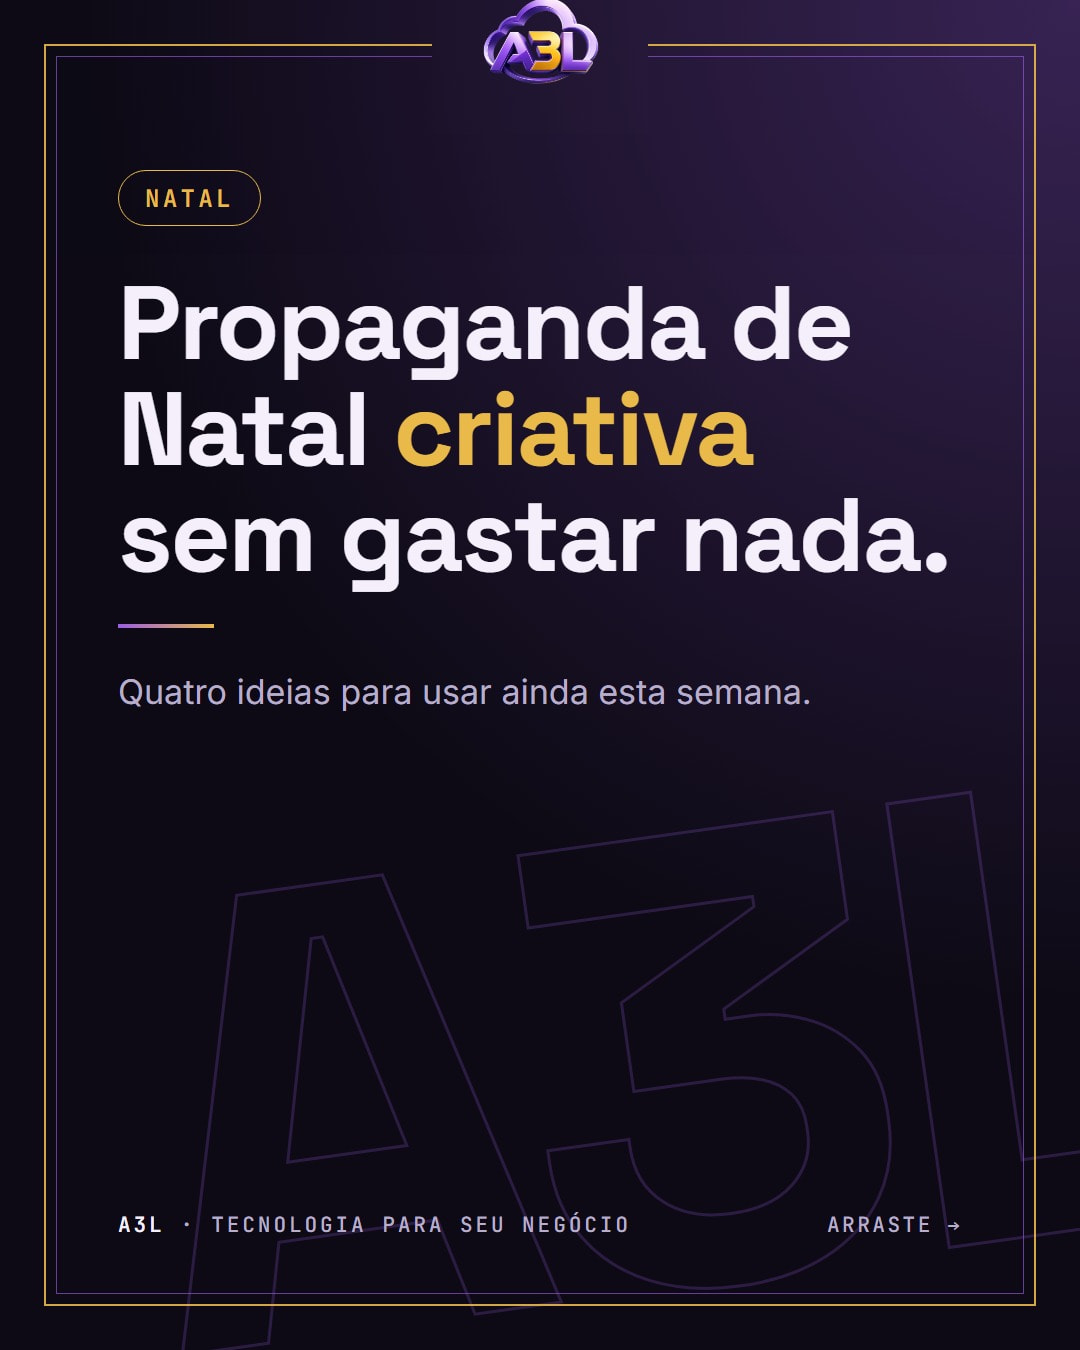 A3L
NATAL
Propaganda de
Natal criativa
sem gastar nada.
Quatro ideias para usar ainda esta semana.
A3L
A3L · TECNOLOGIA PARA SEU NEGÓCIO
ARRASTE →